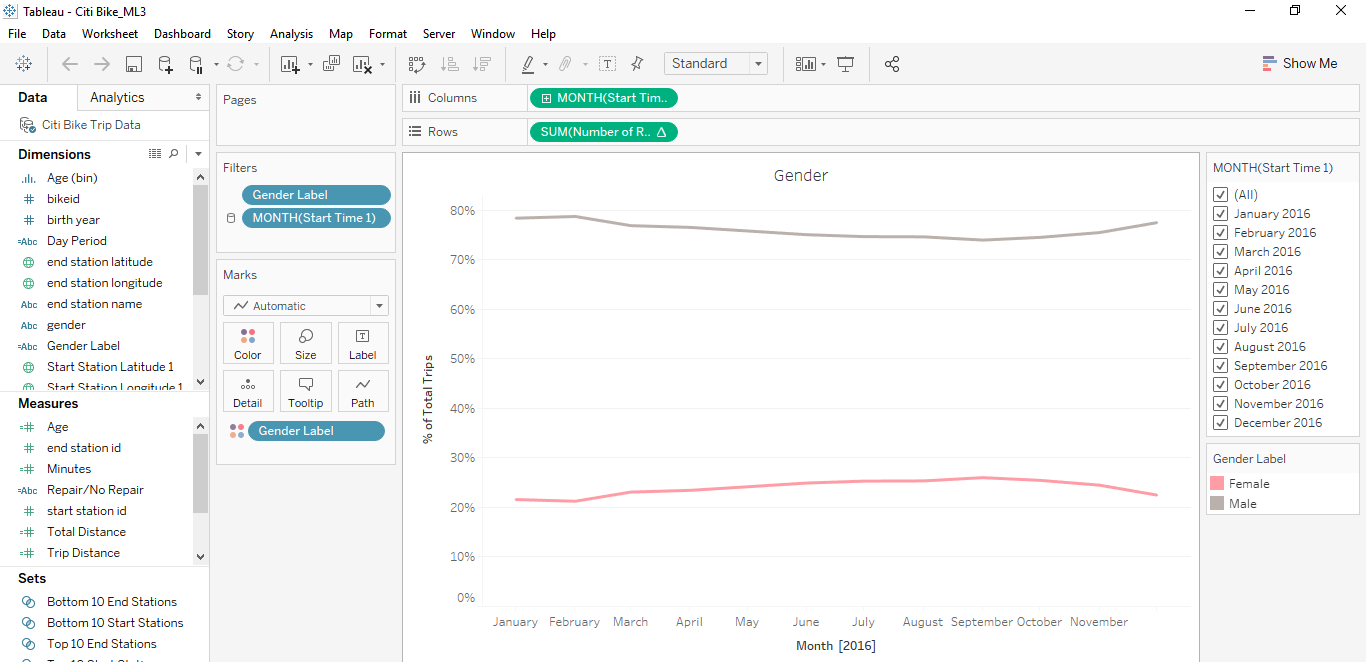 Tableau - Citi Bike_ML3
File Data Worksheet Dashboard Story Analysis Map Format Server Window Help
Standard
Show Me
Data Analytics
Citi Bike Trip Data
Dimensions
Age (bin)
bikeid
birth year
=Abc Day Period
end station latitude
end station longitude
Abc end station name
Abc gender
=Abc Gender Label
Start Station Latitude 1
Start Station Longitude 1
Measures
Age
end station id
Minutes
=Abc Repair/No Repair
start station id
Total Distance
Trip Distance
Sets
Bottom 10 End Stations
Bottom 10 Start Stations
Top 10 End Stations
Pages
Filters
Gender Label
MONTH(Start Time 1)
Marks
Automatic
Color Size Label
Detail Tooltip Path
Gender Label
Columns MONTH(Start Tim..
Rows SUM(Number of R..
Gender
80%
70%
60%
50%
40%
30%
20%
10%
0%
% of Total Trips
January February March April May June July August September October November
Month [2016]
MONTH(Start Time 1)
(All)
January 2016
February 2016
March 2016
April 2016
May 2016
June 2016
July 2016
August 2016
September 2016
October 2016
November 2016
December 2016
Gender Label
Female
Male